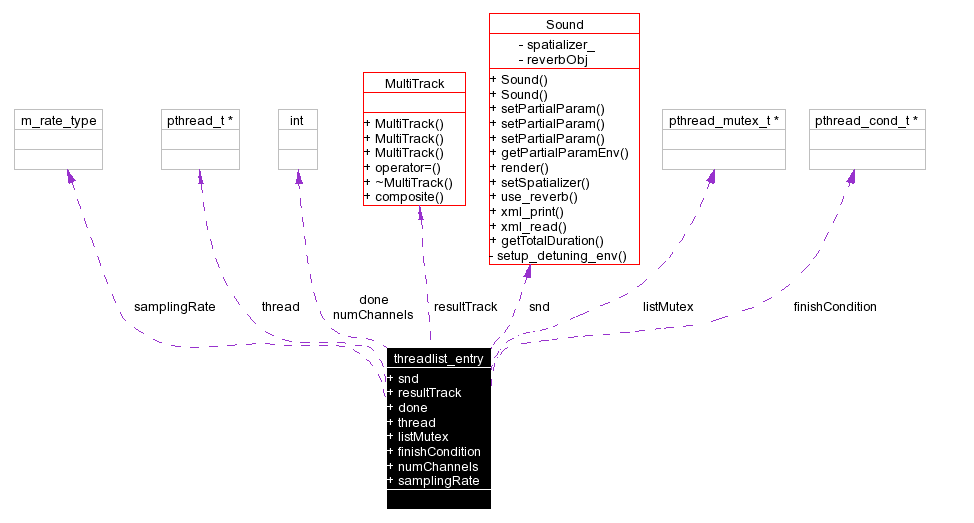 Sound
- spatializer_
- reverbObj
+ Sound()
+ Sound()
+ setPartialParam()
+ setPartialParam()
+ setPartialParam()
+ getPartialParamEnv()
+ render()
+ setSpatializer()
+ use_reverb()
+ xml_print()
+ xml_read()
+ getTotalDuration()
- setup_detuning_env()
MultiTrack
+ MultiTrack()
+ MultiTrack()
+ MultiTrack()
+ operator=()
+ ~MultiTrack()
+ composite()
m_rate_type
pthread_t *
int
pthread_mutex_t *
pthread_cond_t *
samplingRate
thread
done
numChannels
resultTrack
snd
listMutex
finishCondition
threadlist_entry
+ snd
+ resultTrack
+ done
+ thread
+ listMutex
+ finishCondition
+ numChannels
+ samplingRate